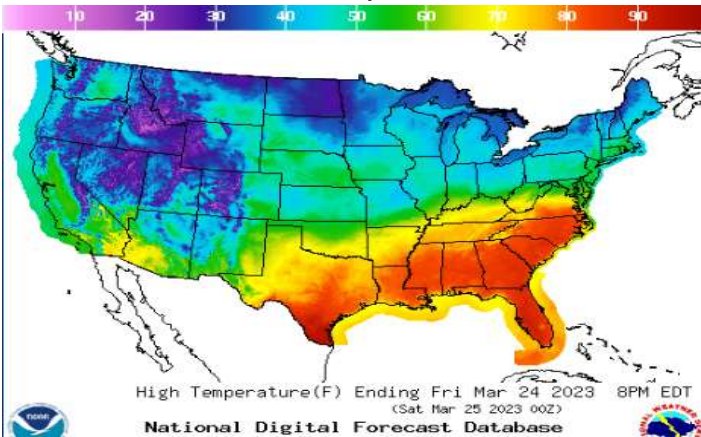 10 20 30 40 50 60 70 80 90
High Temperature(F) Ending Fri Mar 24 2023 8PM EDT
(Sat Mar 25 2023 00Z)
National Digital Forecast Database